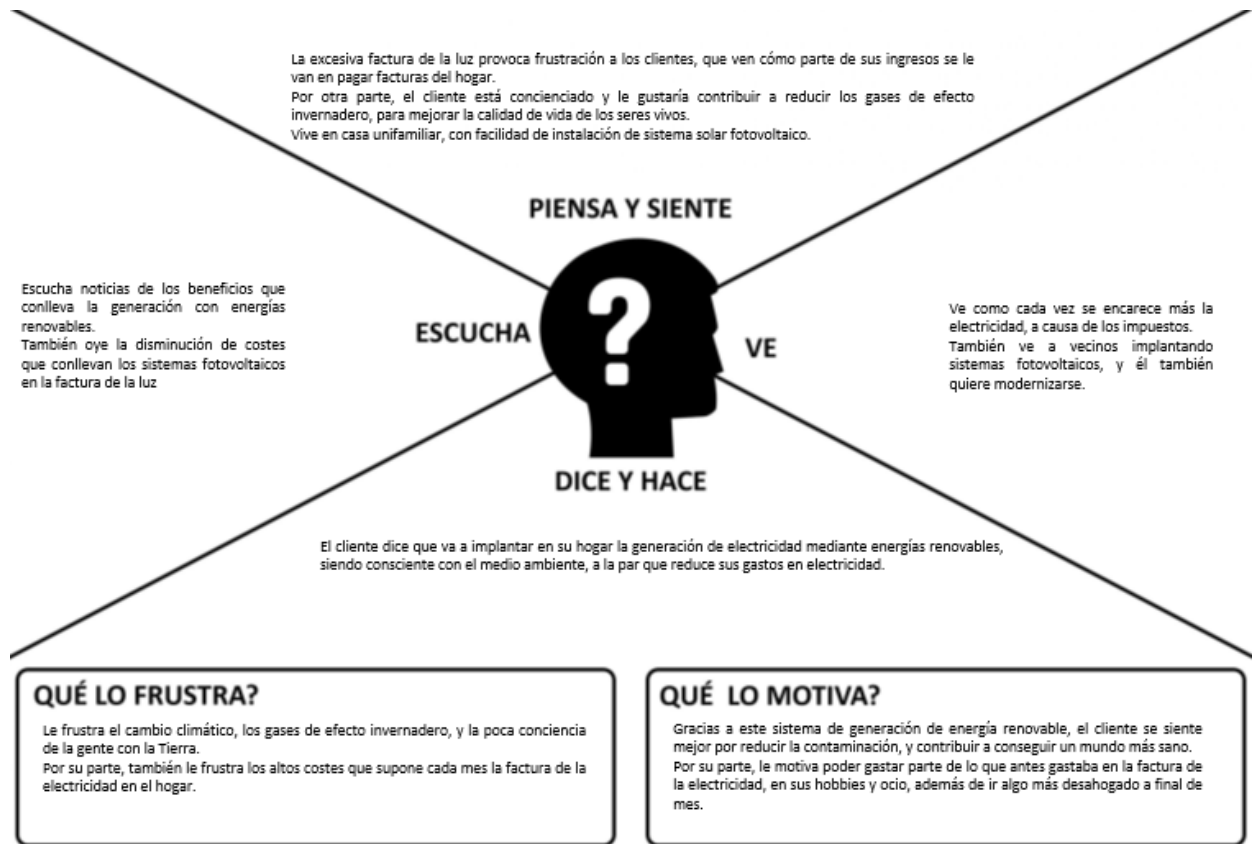 La excesiva factura de la luz provoca frustración a los clientes, que ven cómo parte de sus ingresos se le
van en pagar facturas del hogar.
Por otra parte, el cliente está concienciado y le gustaría contribuir a reducir los gases de efecto
invernadero, para mejorar la calidad de vida de los seres vivos.
Vive en casa unifamiliar, con facilidad de instalación de sistema solar fotovoltaico.
PIENSA Y SIENTE
Escucha noticias de los beneficios que
conlleva la generación con energías
renovables.
También oye la disminución de costes
que conllevan los sistemas fotovoltaicos
en la factura de la luz
ESCUCHA
?
VE
Ve como cada vez se encarece más la
electricidad, a causa de los impuestos.
También ve a vecinos implantando
sistemas fotovoltaicos, y él también
quiere modernizarse.
DICE Y HACE
El cliente dice que va a implantar en su hogar la generación de electricidad mediante energías renovables,
siendo consciente con el medio ambiente, a la par que reduce sus gastos en electricidad.
QUÉ LO FRUSTRA?
Le frustra el cambio climático, los gases de efecto invernadero, y la poca conciencia
de la gente con la Tierra.
Por su parte, también le frustra los altos costes que supone cada mes la factura de la
electricidad en el hogar.
QUÉ LO MOTIVA?
Gracias a este sistema de generación de energía renovable, el cliente se siente
mejor por reducir la contaminación, y contribuir a conseguir un mundo más sano.
Por su parte, le motiva poder gastar parte de lo que antes gastaba en la factura de
la electricidad, en sus hobbies y ocio, además de ir algo más desahogado a final de
mes.